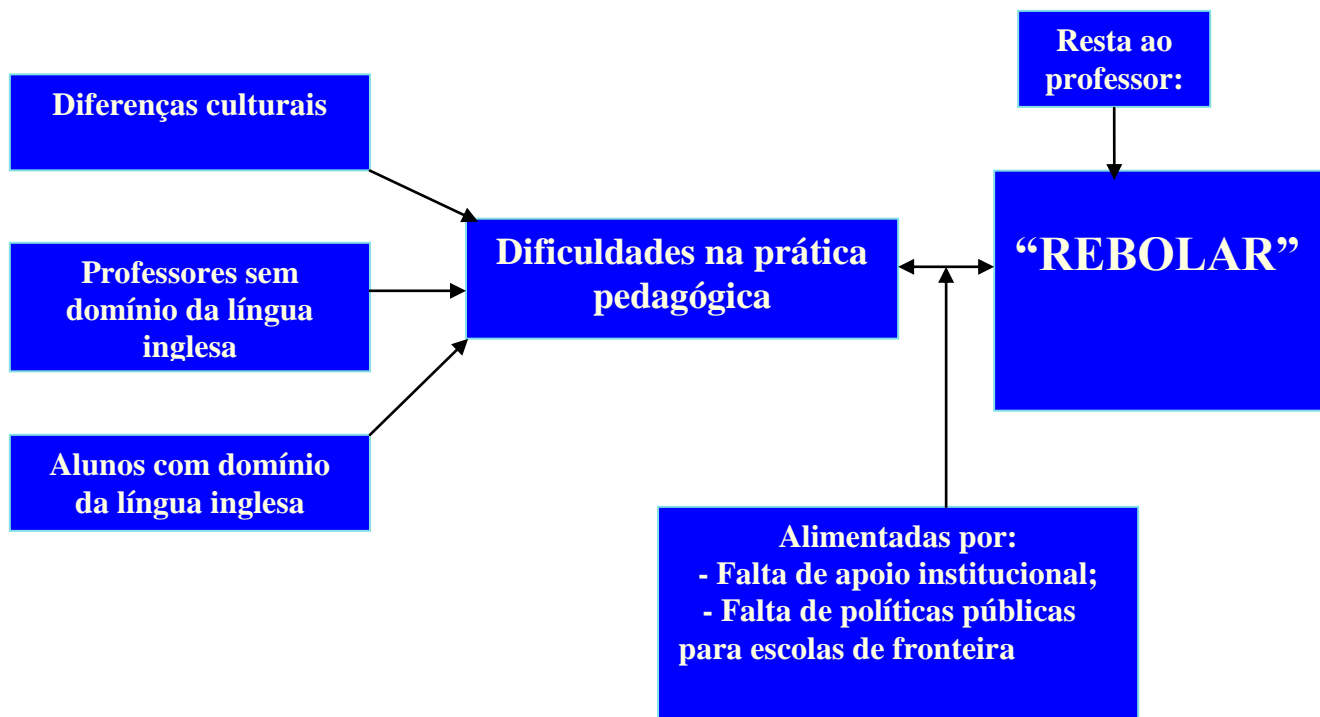 Resta ao
professor:
Diferenças culturais
Professores sem
domínio da língua
inglesa
Alunos com domínio
da língua inglesa
Dificuldades na prática
pedagógica
“REBOLAR”
Alimentadas por:
- Falta de apoio institucional;
- Falta de políticas públicas
para escolas de fronteira